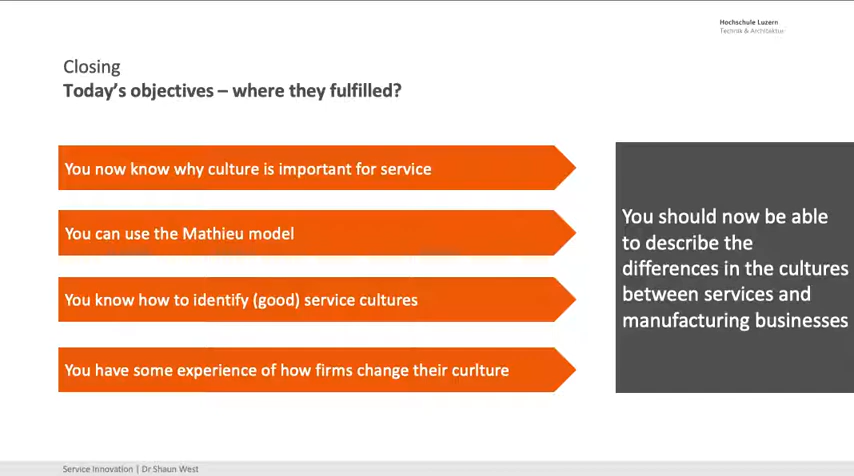 Hochschule Luzern
Technik & Architektur
Closing
Today's objectives – where they fulfilled?
You now know why culture is important for service
You can use the Mathieu model
You know how to identify (good) service cultures
You have some experience of how firms change their curlture
You should now be able
to describe the
differences in the cultures
between services and
manufacturing businesses
Service Innovation | Dr Shaun West